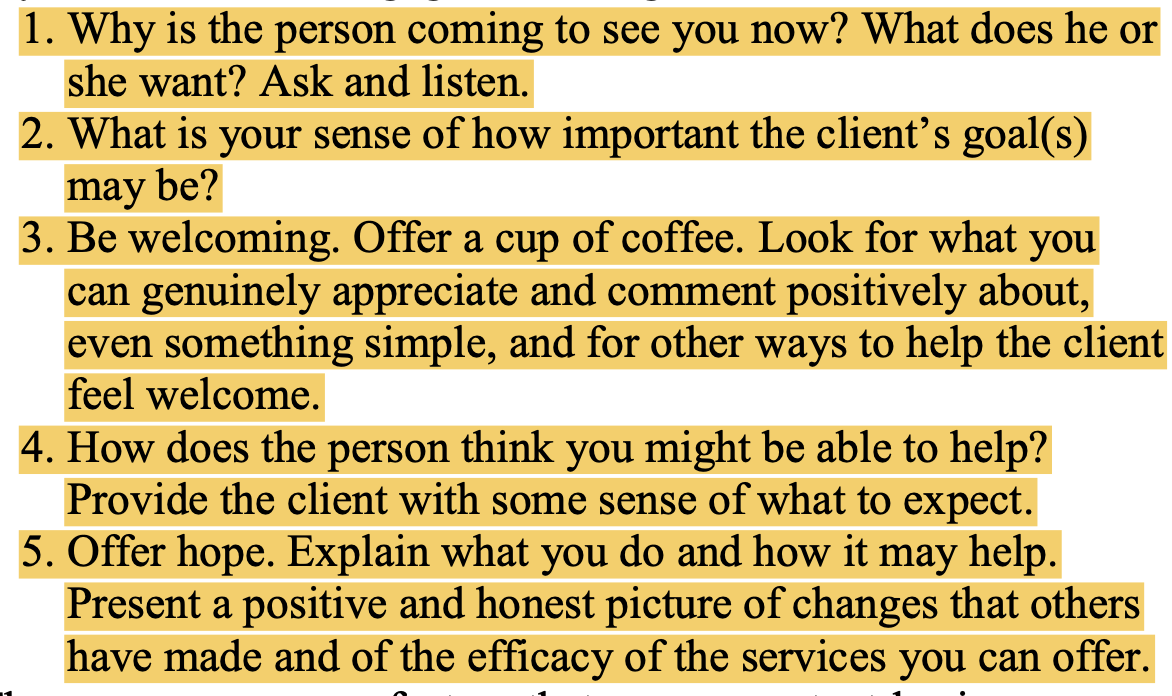 1. Why is the person coming to see you now? What does he or
she want? Ask and listen.
2. What is your sense of how important the client’s goal(s)
may be?
3. Be welcoming. Offer a cup of coffee. Look for what you
can genuinely appreciate and comment positively about,
even something simple, and for other ways to help the client
feel welcome.
4. How does the person think you might be able to help?
Provide the client with some sense of what to expect.
5. Offer hope. Explain what you do and how it may help.
Present a positive and honest picture of changes that others
have made and of the efficacy of the services you can offer.